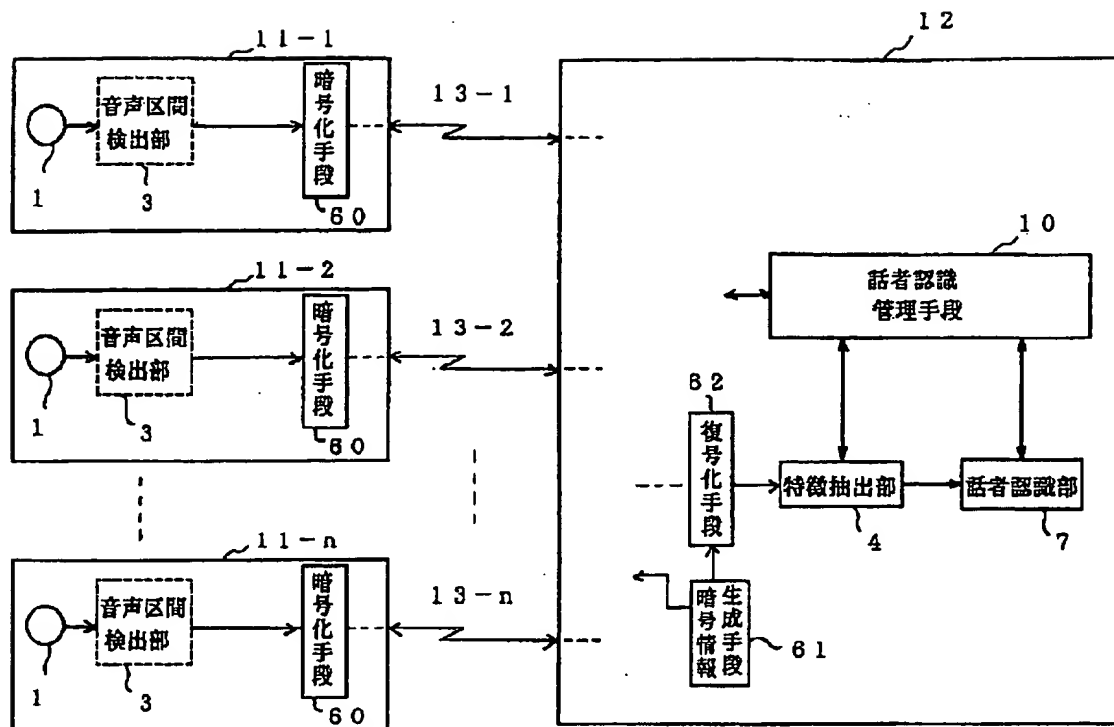 11-1
音声区間
検出部
1
3
暗号化手段
60
13-1
11-2
音声区間
検出部
1
3
暗号化手段
60
13-2
11-n
音声区間
検出部
1
3
暗号化手段
60
13-n
12
10
話者認識
管理手段
62
復号化手段
特徴抽出部
4
話者認識部
7
暗号情報
生成手段
61